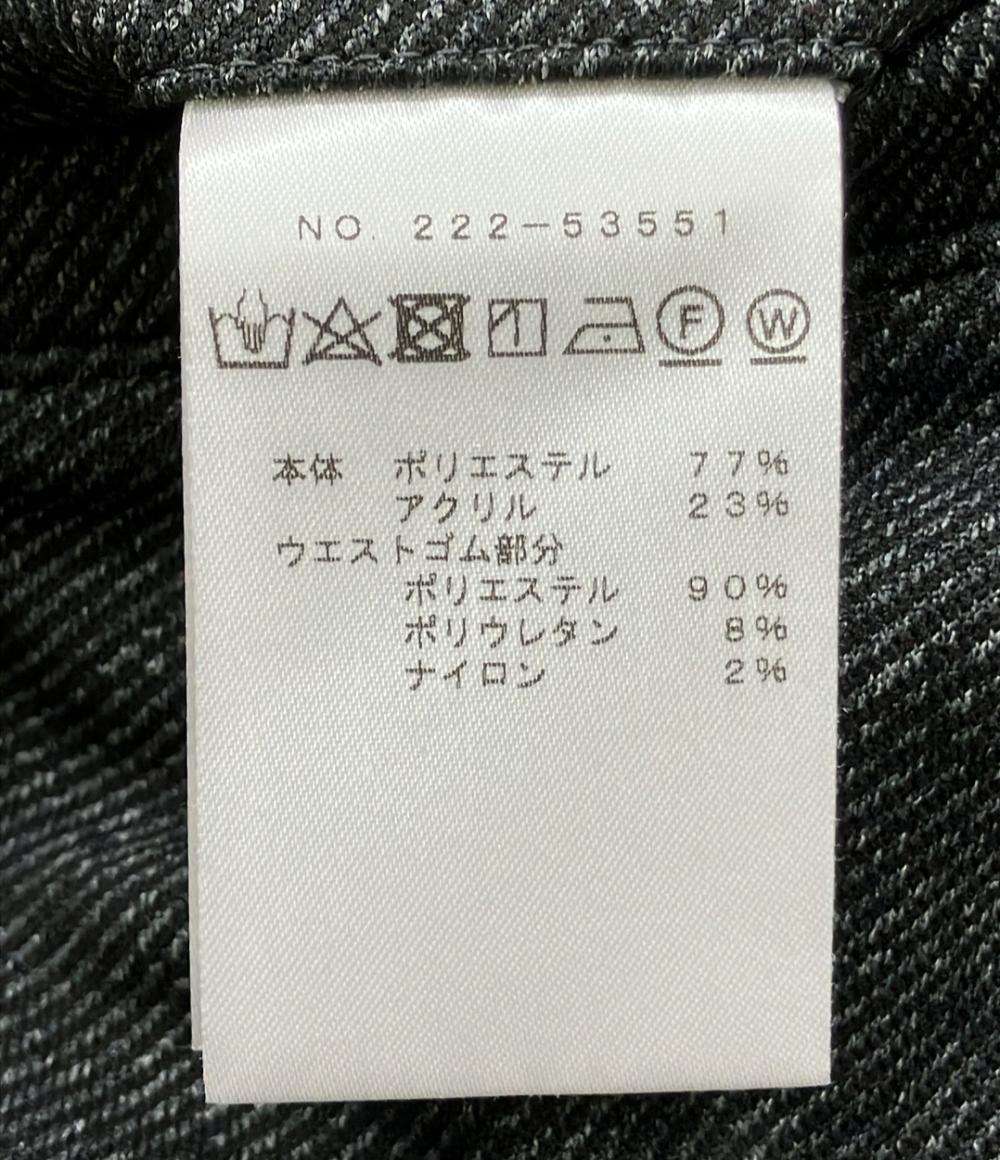 NO. 222-53551
F W
本体 ポリエステル 77%
アクリル 23%
ウエストゴム部分
ポリエステル 90%
ポリウレタン 8%
ナイロン 2%